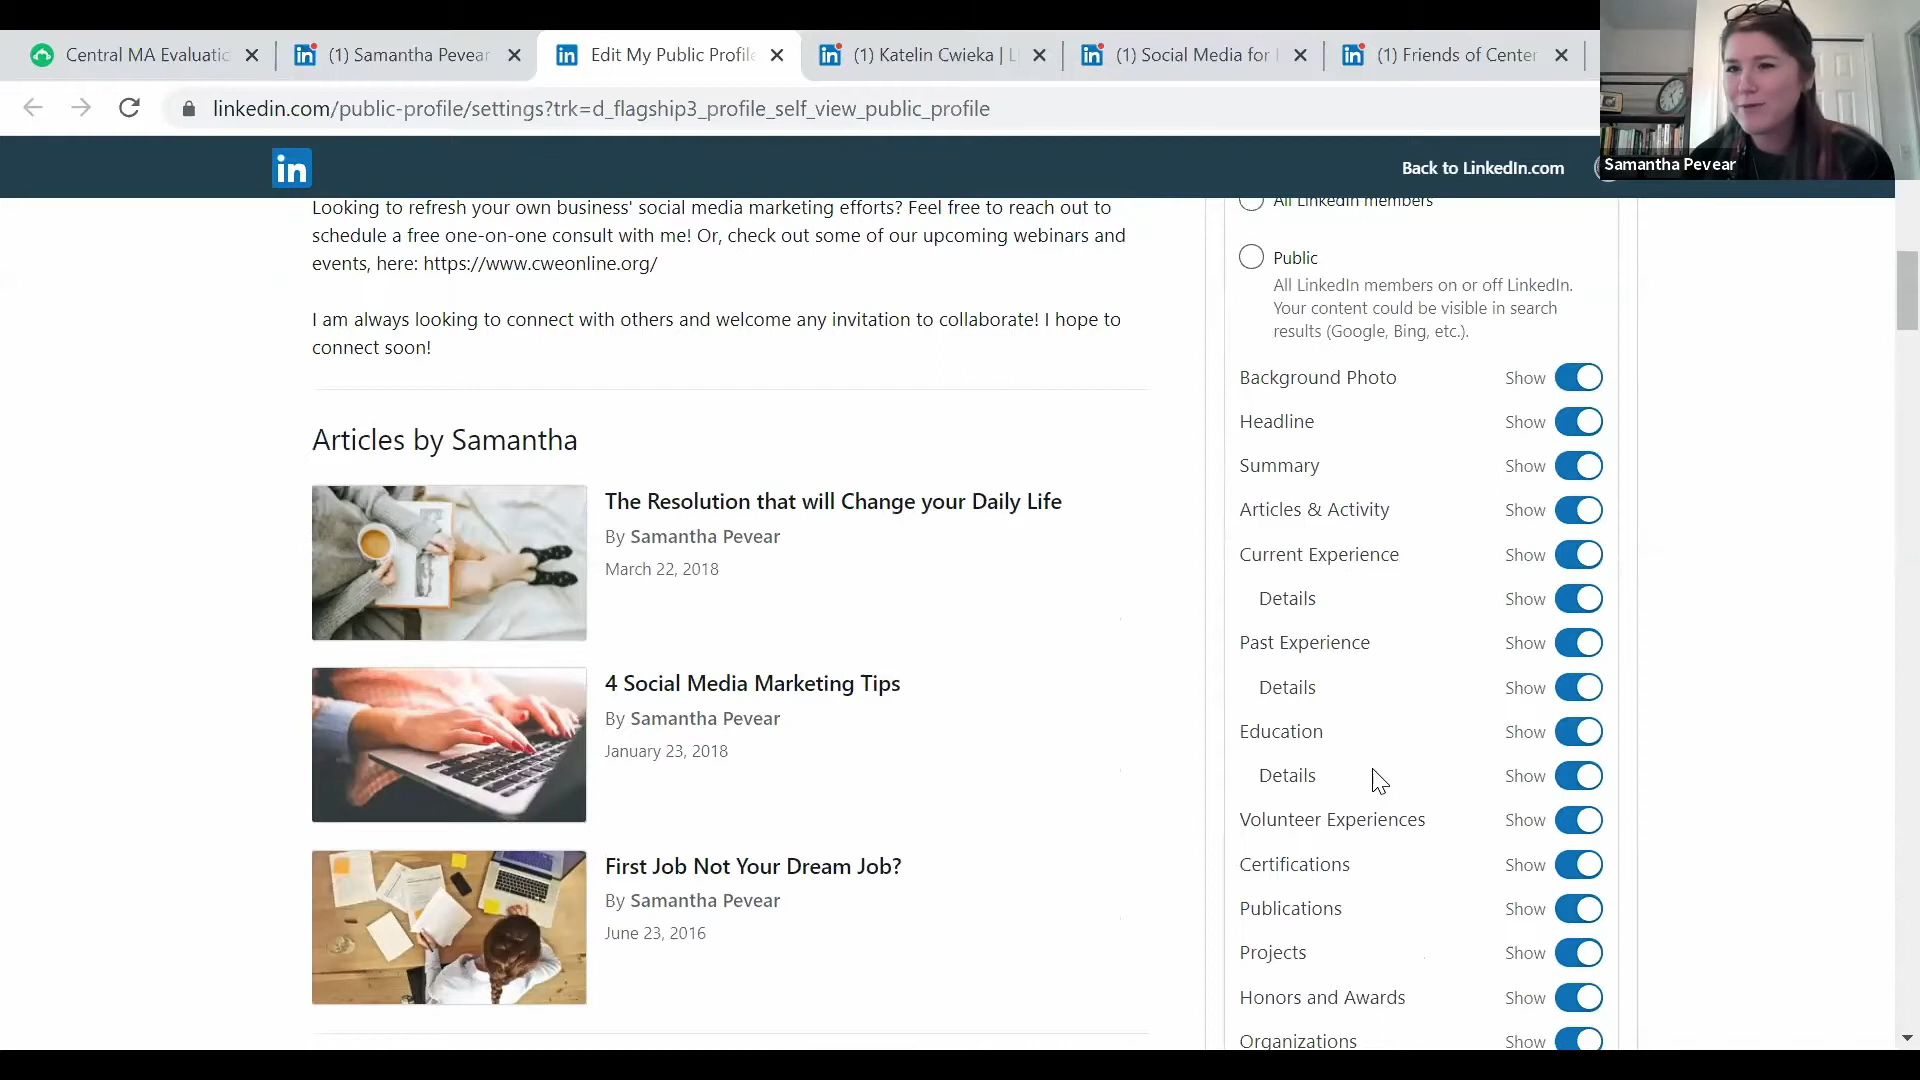 Central MA Evaluatic
(1) Samantha Pevear
Edit My Public Profile
(1) Katelin Cwieka | L
(1) Social Media for
(1) Friends of Center
linkedin.com/public-profile/settings?trk=d_flagship3_profile_self_view_public_profile
in
Back to LinkedIn.com
Samantha Pevear
Looking to refresh your own business' social media marketing efforts? Feel free to reach out to
schedule a free one-on-one consult with me! Or, check out some of our upcoming webinars and
events, here: https://www.cweonline.org/
I am always looking to connect with others and welcome any invitation to collaborate! I hope to
connect soon!
Articles by Samantha
The Resolution that will Change your Daily Life
By Samantha Pevear
March 22, 2018
4 Social Media Marketing Tips
By Samantha Pevear
January 23, 2018
First Job Not Your Dream Job?
By Samantha Pevear
June 23, 2016
All LinkedIn members
Public
All LinkedIn members on or off LinkedIn.
Your content could be visible in search
results (Google, Bing, etc.).
Background Photo Show
Headline Show
Summary Show
Articles & Activity Show
Current Experience Show
Details Show
Past Experience Show
Details Show
Education Show
Details Show
Volunteer Experiences Show
Certifications Show
Publications Show
Projects Show
Honors and Awards Show
Organizations Show